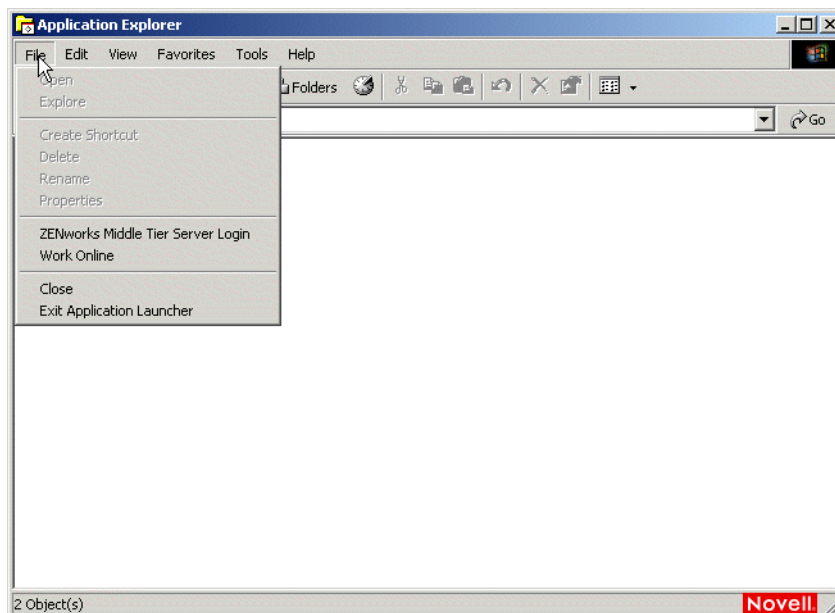 Application Explorer
File Edit View Favorites Tools Help
Folders
Go
Open
Explore
Create Shortcut
Delete
Rename
Properties
ZENworks Middle Tier Server Login
Work Online
Close
Exit Application Launcher
2 Object(s)
Novell.